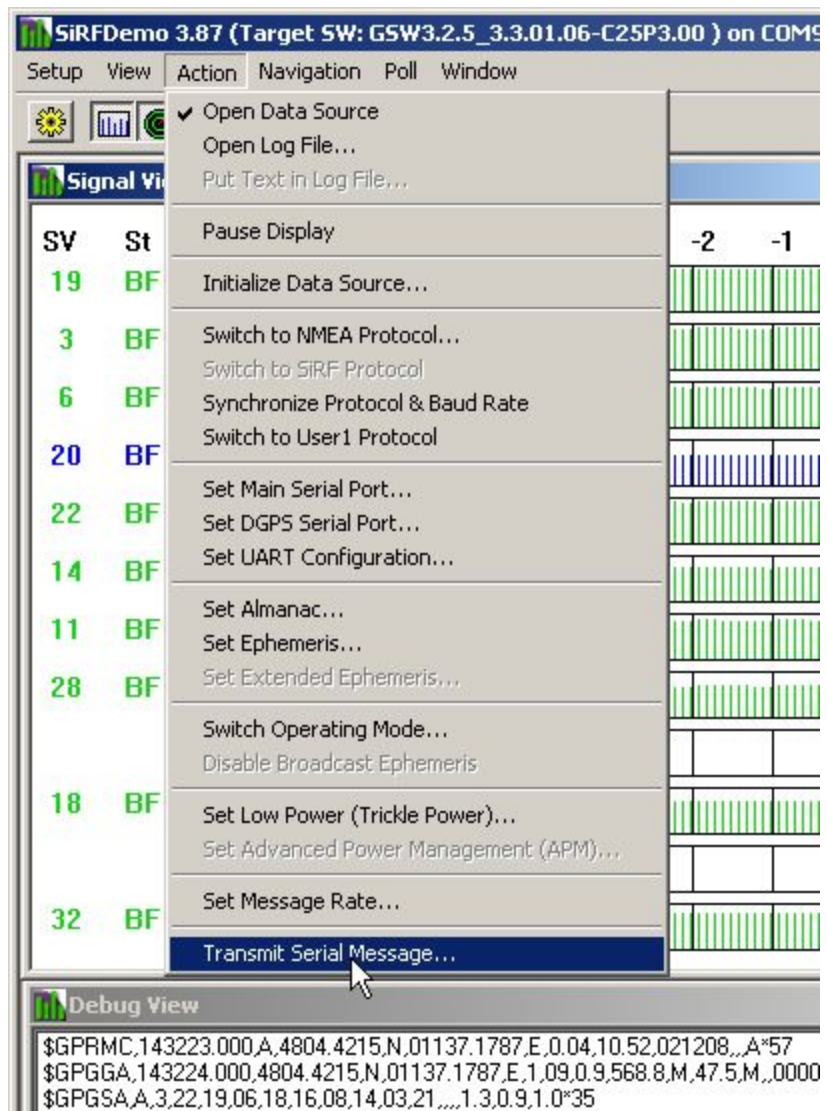 SiRFDemo 3.87 (Target SW: GSW3.2.5_3.3.01.06-C25P3.00 ) on COM9
Setup View Action Navigation Poll Window
Open Data Source
Open Log File...
Put Text in Log File...
Pause Display
Initialize Data Source...
Switch to NMEA Protocol...
Switch to SiRF Protocol
Synchronize Protocol & Baud Rate
Switch to User1 Protocol
Set Main Serial Port...
Set DGPS Serial Port...
Set UART Configuration...
Set Almanac...
Set Ephemeris...
Set Extended Ephemeris...
Switch Operating Mode...
Disable Broadcast Ephemeris
Set Low Power (Trickle Power)...
Set Advanced Power Management (APM)...
Set Message Rate...
Transmit Serial Message...
Signal Vi
SV St -2 -1
19 BF
3 BF
6 BF
20 BF
22 BF
14 BF
11 BF
28 BF
18 BF
32 BF
Debug View
$GPRMC,143223.000,A,4804.4215,N,01137.1787,E,0.04,10.52,021208,,,A*57
$GPGGA,143224.000,4804.4215,N,01137.1787,E,1,09,0.9,568.8,M,47.5,M,,0000
$GPGSA,A,3,22,19,06,18,16,08,14,03,21,,,,1.3,0.9,1.0*35